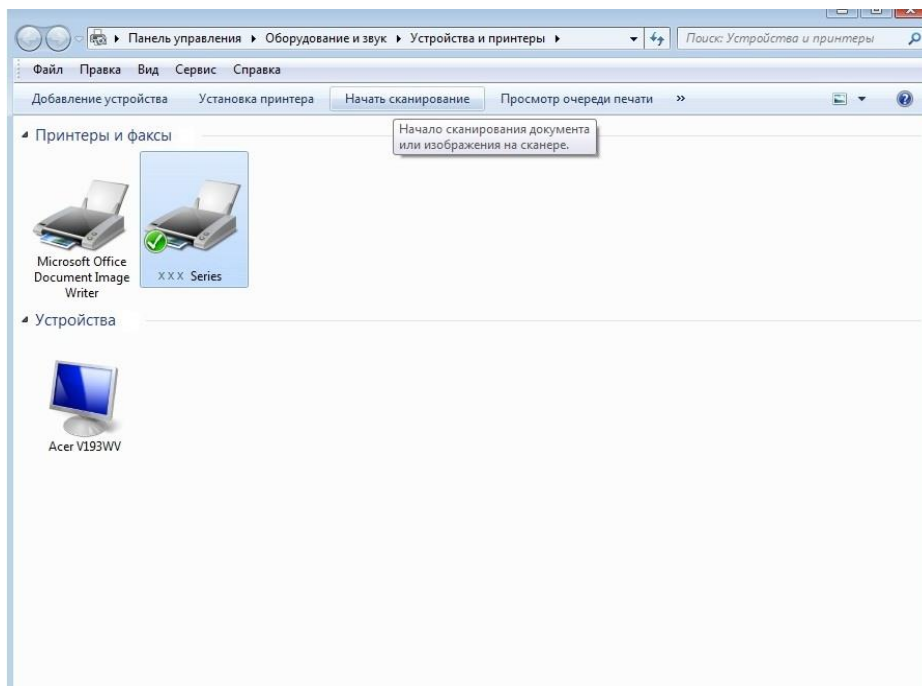 Панель управления Оборудование и звук Устройства и принтеры Поиск: Устройства и принтеры
Файл Правка Вид Сервис Справка
Добавление устройства Установка принтера Начать сканирование Просмотр очереди печати »
Начало сканирования документа
или изображения на сканере.
Принтеры и факсы
Microsoft Office
Document Image
Writer
XXX Series
Устройства
Acer V193WV